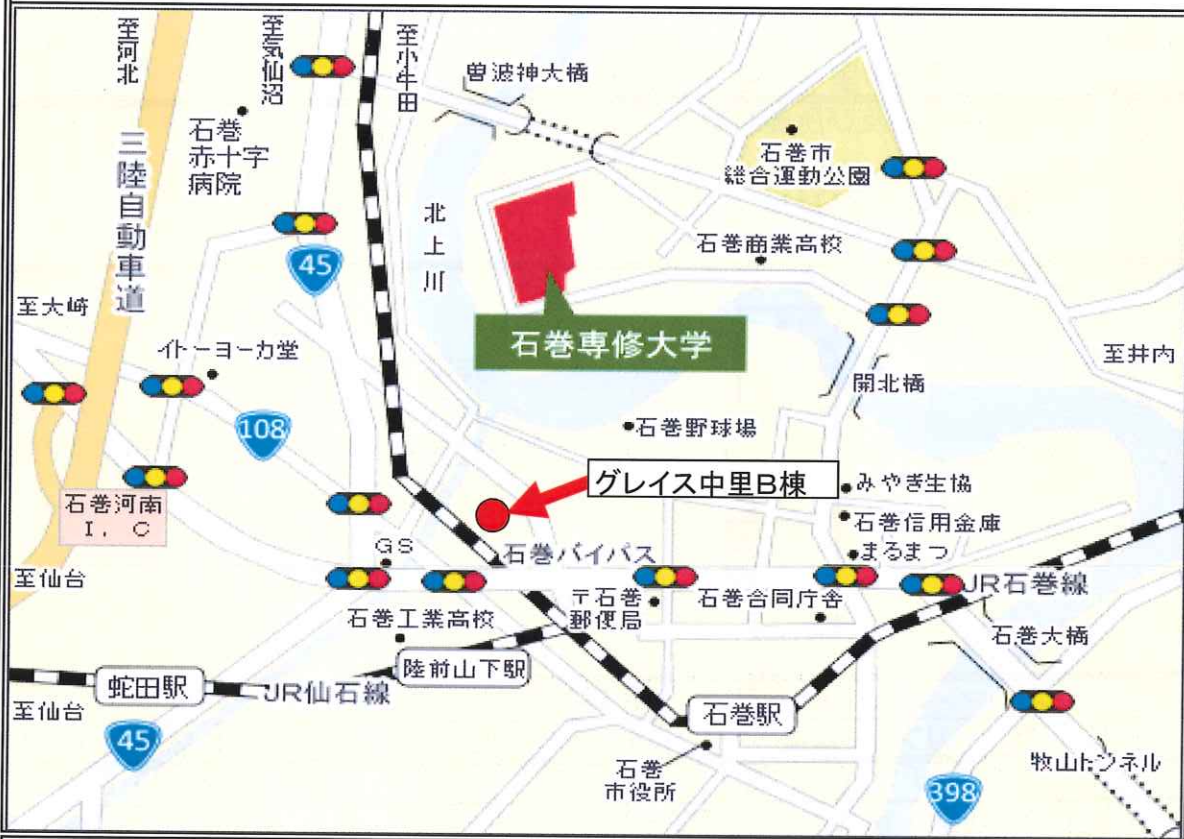 至河北
至気仙沼
至小牛田
曽波神大橋
石巻
赤十字
病院
三陸自動車道
石巻市
総合運動公園
北上川
石巻商業高校
45
至大崎
石巻専修大学
イトーヨーカ堂
至井内
開北橋
108
石巻野球場
グレイス中里B棟
みやぎ生協
石巻河南
I. C
石巻信用金庫
GS
石巻バイパス
まるまつ
至仙台
JR石巻線
〒石巻
郵便局
石巻合同庁舎
石巻工業高校
石巻大橋
陸前山下駅
蛇田駅
JR仙石線
至仙台
石巻駅
45
石巻
市役所
牧山トンネル
398